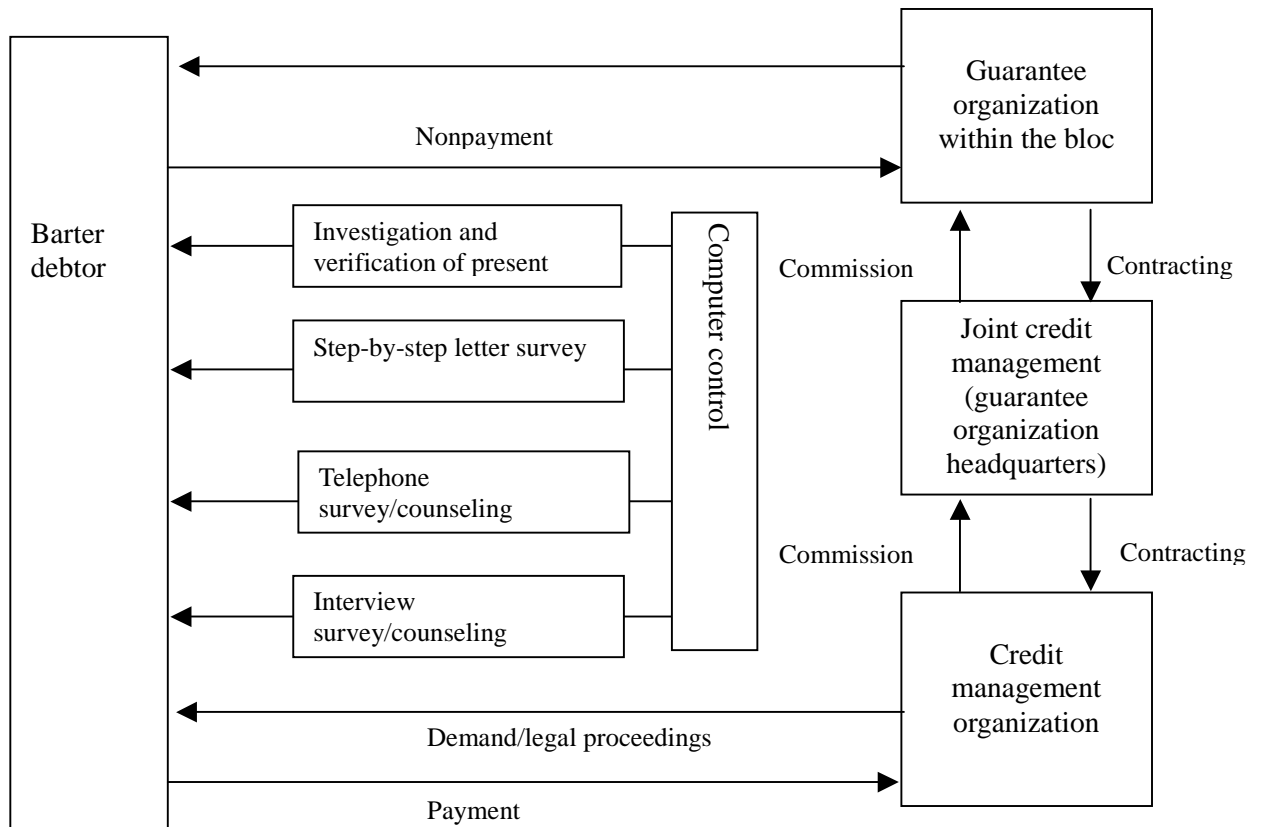 Guarantee
organization
within the bloc
Nonpayment
Barter
debtor
Investigation and
verification of present
Computer control
Commission
Contracting
Step-by-step letter survey
Joint credit
management
(guarantee
organization
headquarters)
Telephone
survey/counseling
Commission
Contracting
Interview
survey/counseling
Credit
management
organization
Demand/legal proceedings
Payment